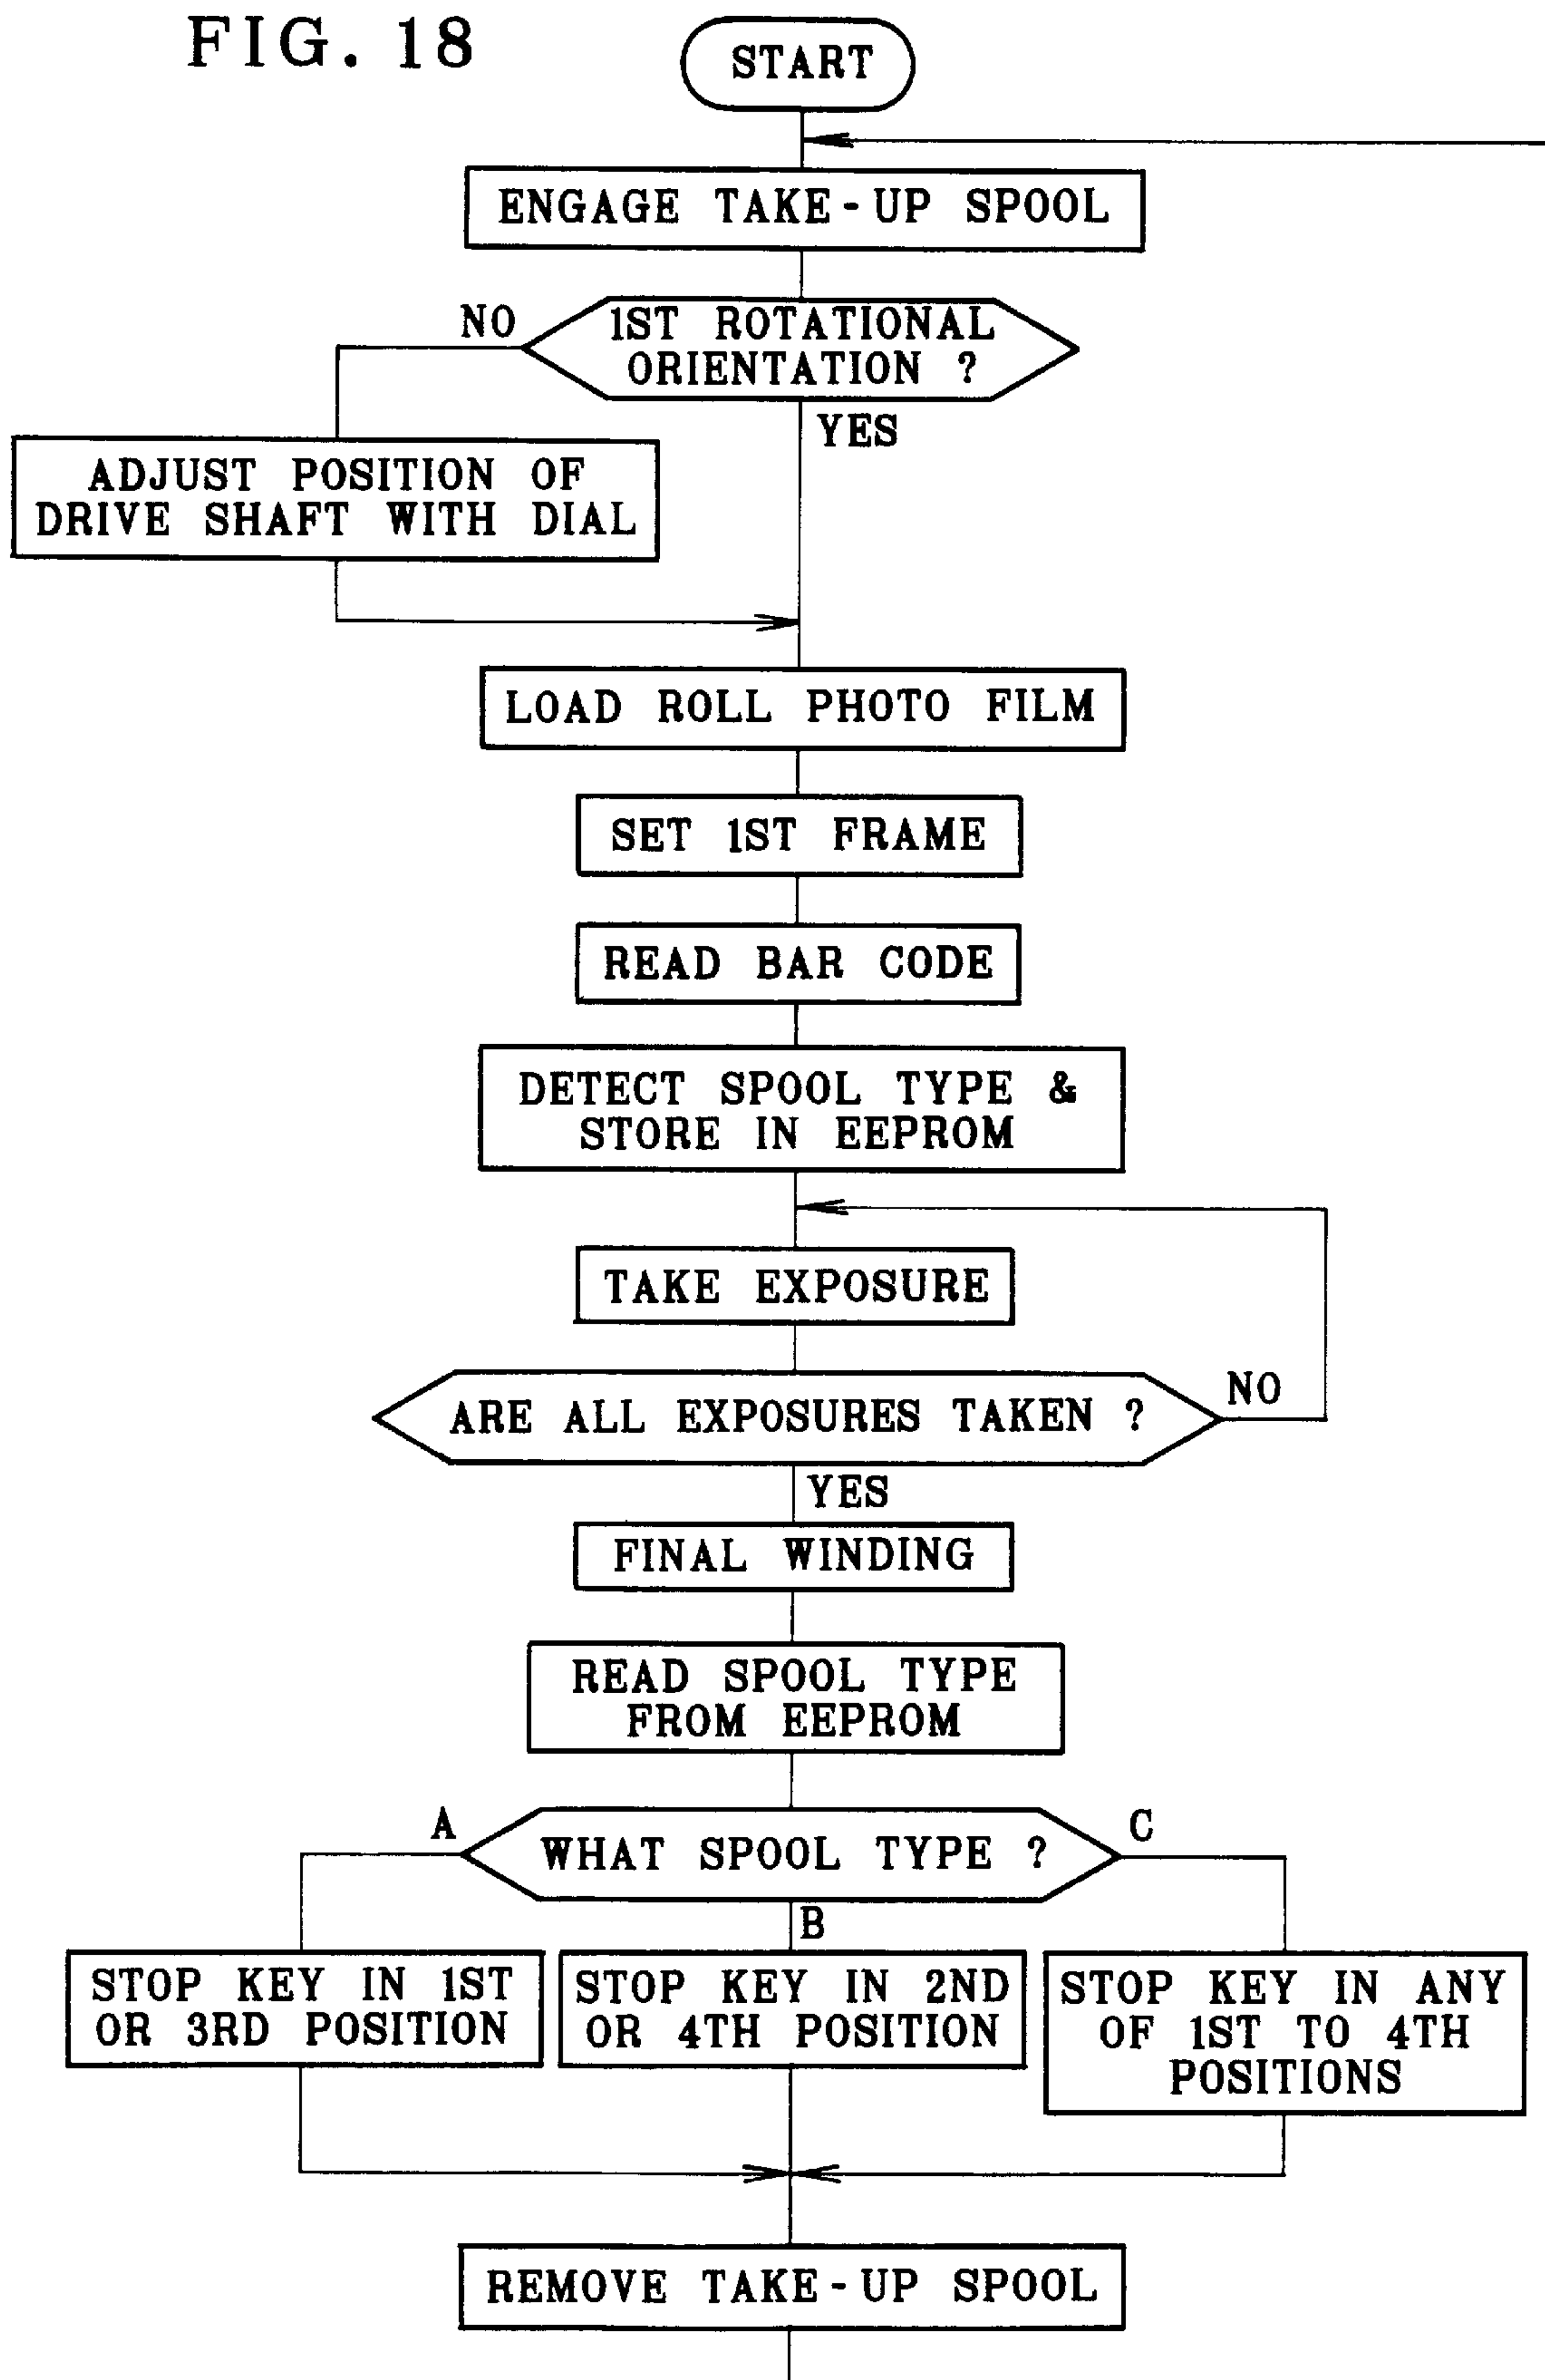 FIG. 18
START
ENGAGE TAKE-UP SPOOL
1ST ROTATIONAL
ORIENTATION ?
NO
YES
ADJUST POSITION OF
DRIVE SHAFT WITH DIAL
LOAD ROLL PHOTO FILM
SET 1ST FRAME
READ BAR CODE
DETECT SPOOL TYPE &
STORE IN EEPROM
TAKE EXPOSURE
ARE ALL EXPOSURES TAKEN ?
NO
YES
FINAL WINDING
READ SPOOL TYPE
FROM EEPROM
WHAT SPOOL TYPE ?
A
B
C
STOP KEY IN 1ST
OR 3RD POSITION
STOP KEY IN 2ND
OR 4TH POSITION
STOP KEY IN ANY
OF 1ST TO 4TH
POSITIONS
REMOVE TAKE-UP SPOOL